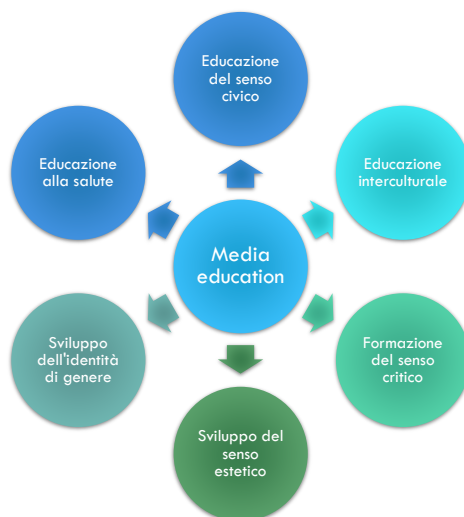 Educazione
del senso
civico
Educazione
alla salute
Educazione
interculturale
Media
education
Sviluppo
dell'identità
di genere
Formazione
del senso
critico
Sviluppo del
senso
estetico